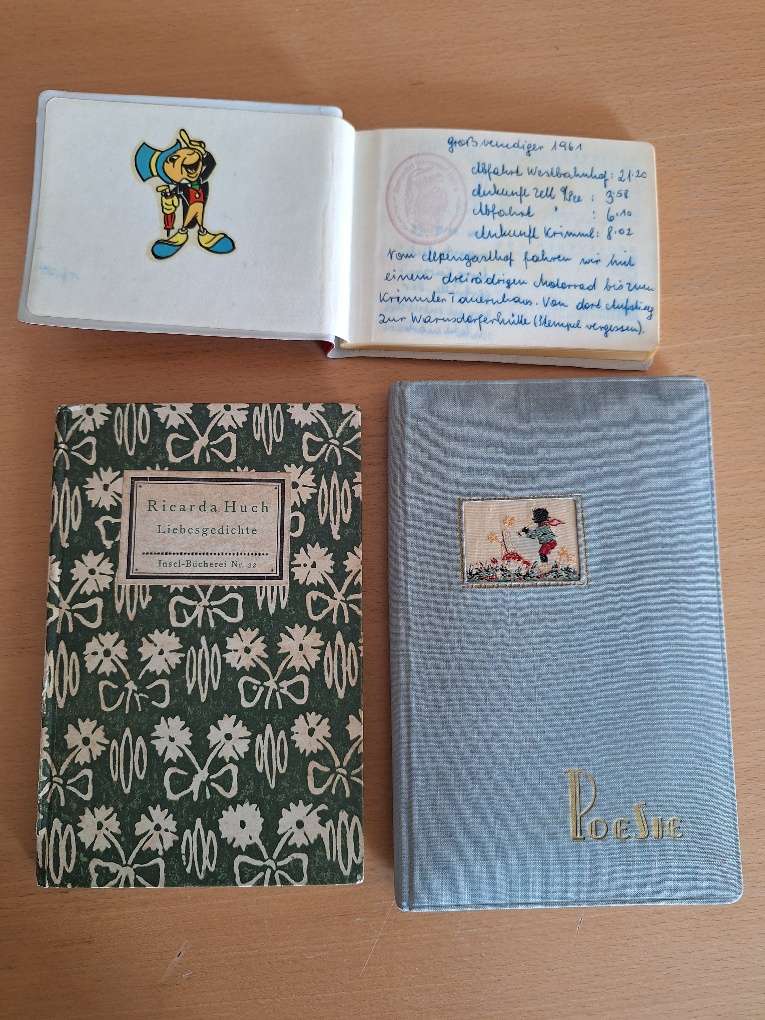 Großvenediger 1961
Abfahrt Westbahnhof: 21.20
Ankunft Zell a/See : 3.58
Abfahrt " : 6.10
Ankunft Krimml: 8.02
Vom Alpengasthof fahren wir mit
einem dreirädrigen Motorrad bis zum
Krimmler Tauernhaus. Von dort Aufstieg
zur Warnsdorferhütte (Stempel vergessen).
Ricarda Huch
Liebesgedichte
Insel-Bücherei Nr. 22
Poesie